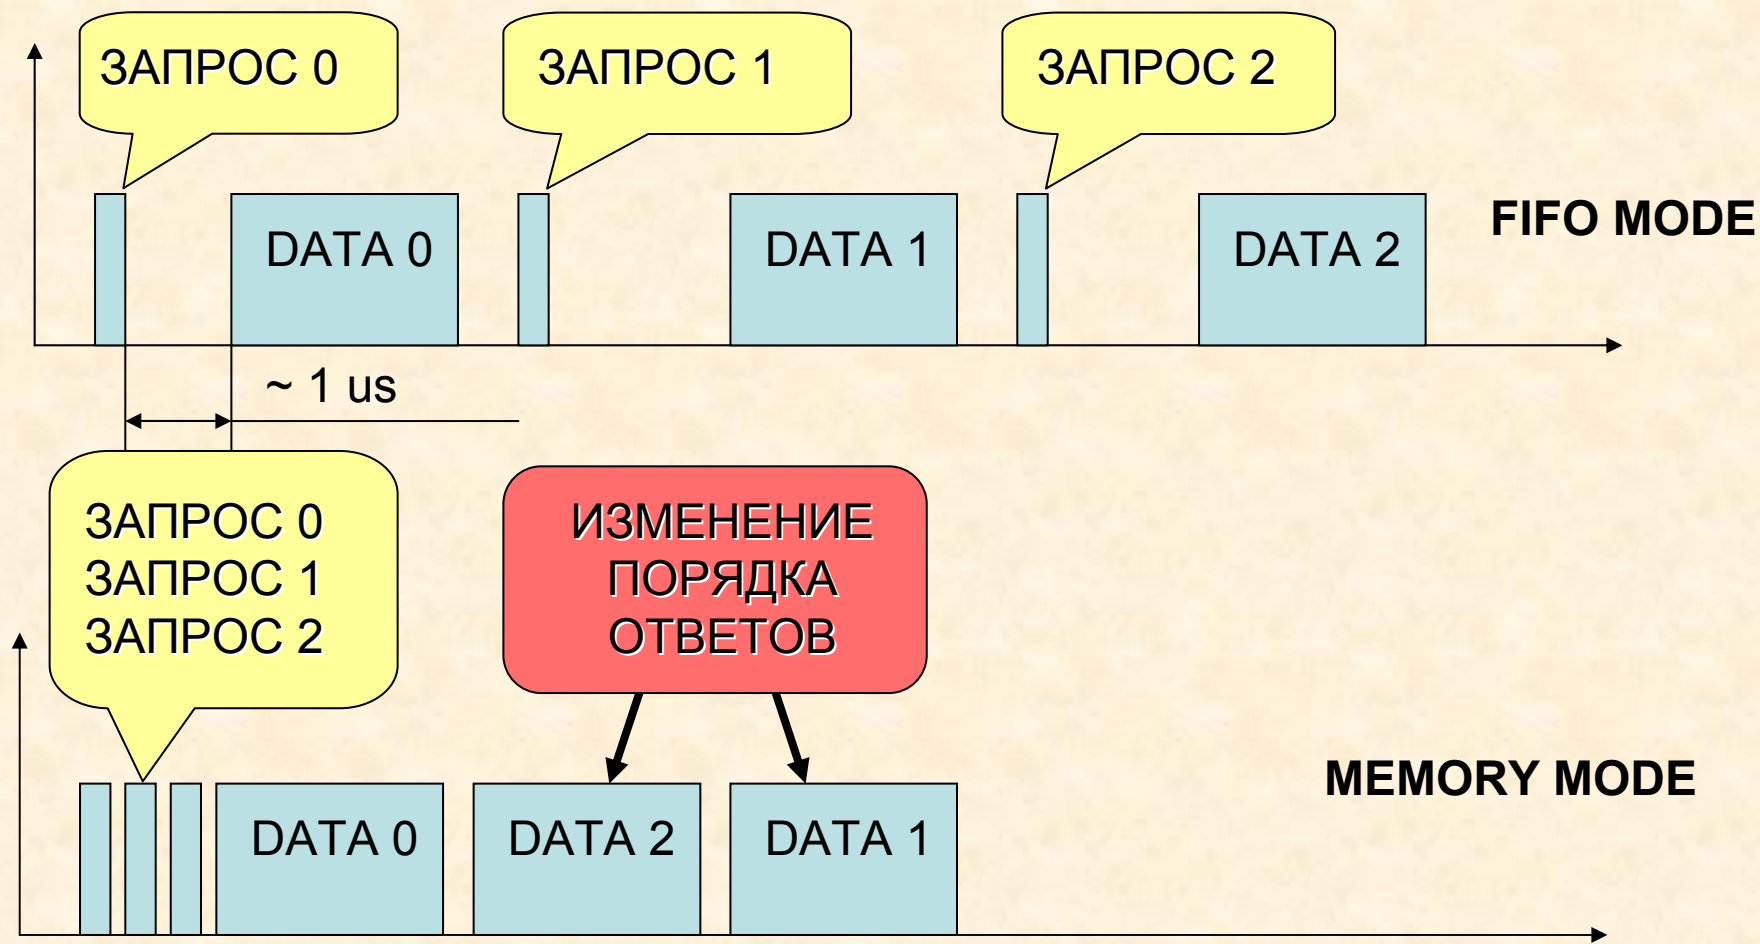 ЗАПРОС 0
ЗАПРОС 1
ЗАПРОС 2
DATA 0
DATA 1
DATA 2
FIFO MODE
~ 1 us
ЗАПРОС 0
ЗАПРОС 1
ЗАПРОС 2
ИЗМЕНЕНИЕ
ПОРЯДКА
ОТВЕТОВ
MEMORY MODE
DATA 0
DATA 2
DATA 1